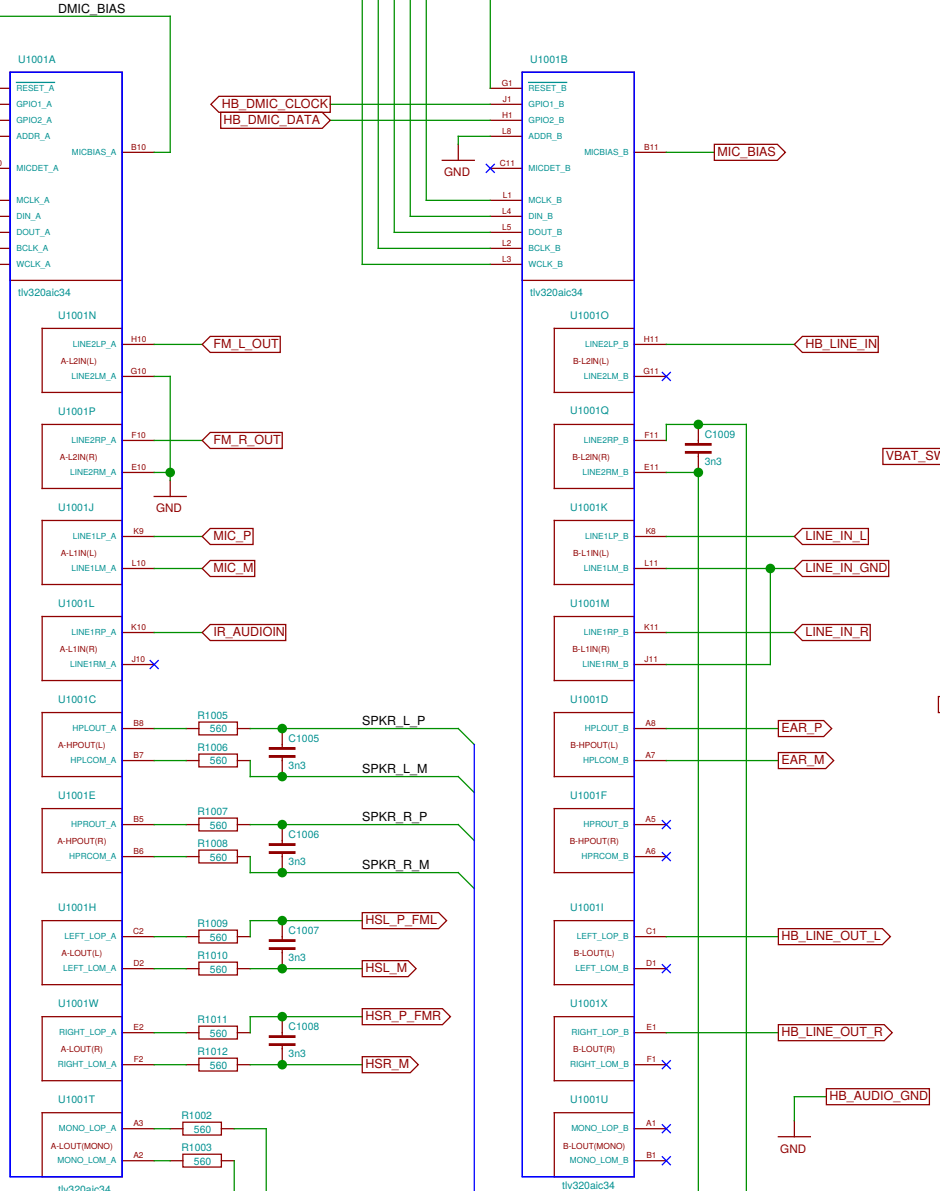 DMIC_BIAS
U1001A
RESET_A
GPIO1_A
GPIO2_A
ADDR_A
MICBIAS_A
B10
MICDET_A
MCLK_A
DIN_A
DOUT_A
BCLK_A
WCLK_A
tlv320aic34
U1001N
LINE2LP_A
H10
FM_L_OUT
A-L2IN(L)
LINE2LM_A
G10
U1001P
LINE2RP_A
F10
FM_R_OUT
A-L2IN(R)
LINE2RM_A
E10
GND
U1001J
LINE1LP_A
K9
MIC_P
A-L1IN(L)
LINE1LM_A
L10
MIC_M
U1001L
LINE1RP_A
K10
IR_AUDIOIN
A-L1IN(R)
LINE1RM_A
J10
U1001C
HPLOUT_A
B8
R1005
560
SPKR_L_P
A-HPOUT(L)
C1005
3n3
HPLCOM_A
B7
R1006
560
SPKR_L_M
U1001E
HPROUT_A
B5
R1007
560
SPKR_R_P
A-HPOUT(R)
C1006
3n3
HPRCOM_A
B6
R1008
560
SPKR_R_M
U1001H
LEFT_LOP_A
C2
R1009
560
HSL_P_FML
A-LOUT(L)
C1007
3n3
LEFT_LOM_A
D2
R1010
560
HSL_M
U1001W
RIGHT_LOP_A
E2
R1011
560
HSR_P_FMR
A-LOUT(R)
C1008
3n3
RIGHT_LOM_A
F2
R1012
560
HSR_M
U1001T
MONO_LOP_A
A3
R1002
560
A-LOUT(MONO)
MONO_LOM_A
A2
R1003
560
tlv320aic34
U1001B
G1
RESET_B
HB_DMIC_CLOCK
J1
GPIO1_B
HB_DMIC_DATA
H1
GPIO2_B
L8
ADDR_B
GND
MICBIAS_B
B11
MIC_BIAS
C11
MICDET_B
L1
MCLK_B
L4
DIN_B
L5
DOUT_B
L2
BCLK_B
L3
WCLK_B
tlv320aic34
U1001O
LINE2LP_B
H11
HB_LINE_IN
B-L2IN(L)
LINE2LM_B
G11
U1001Q
LINE2RP_B
F11
C1009
3n3
B-L2IN(R)
LINE2RM_B
E11
VBAT_SW
U1001K
LINE1LP_B
K8
LINE_IN_L
B-L1IN(L)
LINE1LM_B
L11
LINE_IN_GND
U1001M
LINE1RP_B
K11
LINE_IN_R
B-L1IN(R)
LINE1RM_B
J11
U1001D
HPLOUT_B
A8
EAR_P
B-HPOUT(L)
HPLCOM_B
A7
EAR_M
U1001F
HPROUT_B
A5
B-HPOUT(R)
HPRCOM_B
A6
U1001I
LEFT_LOP_B
C1
HB_LINE_OUT_L
B-LOUT(L)
LEFT_LOM_B
D1
U1001X
RIGHT_LOP_B
E1
HB_LINE_OUT_R
B-LOUT(R)
RIGHT_LOM_B
F1
U1001U
HB_AUDIO_GND
GND
MONO_LOP_B
A1
B-LOUT(MONO)
MONO_LOM_B
B1
tlv320aic34